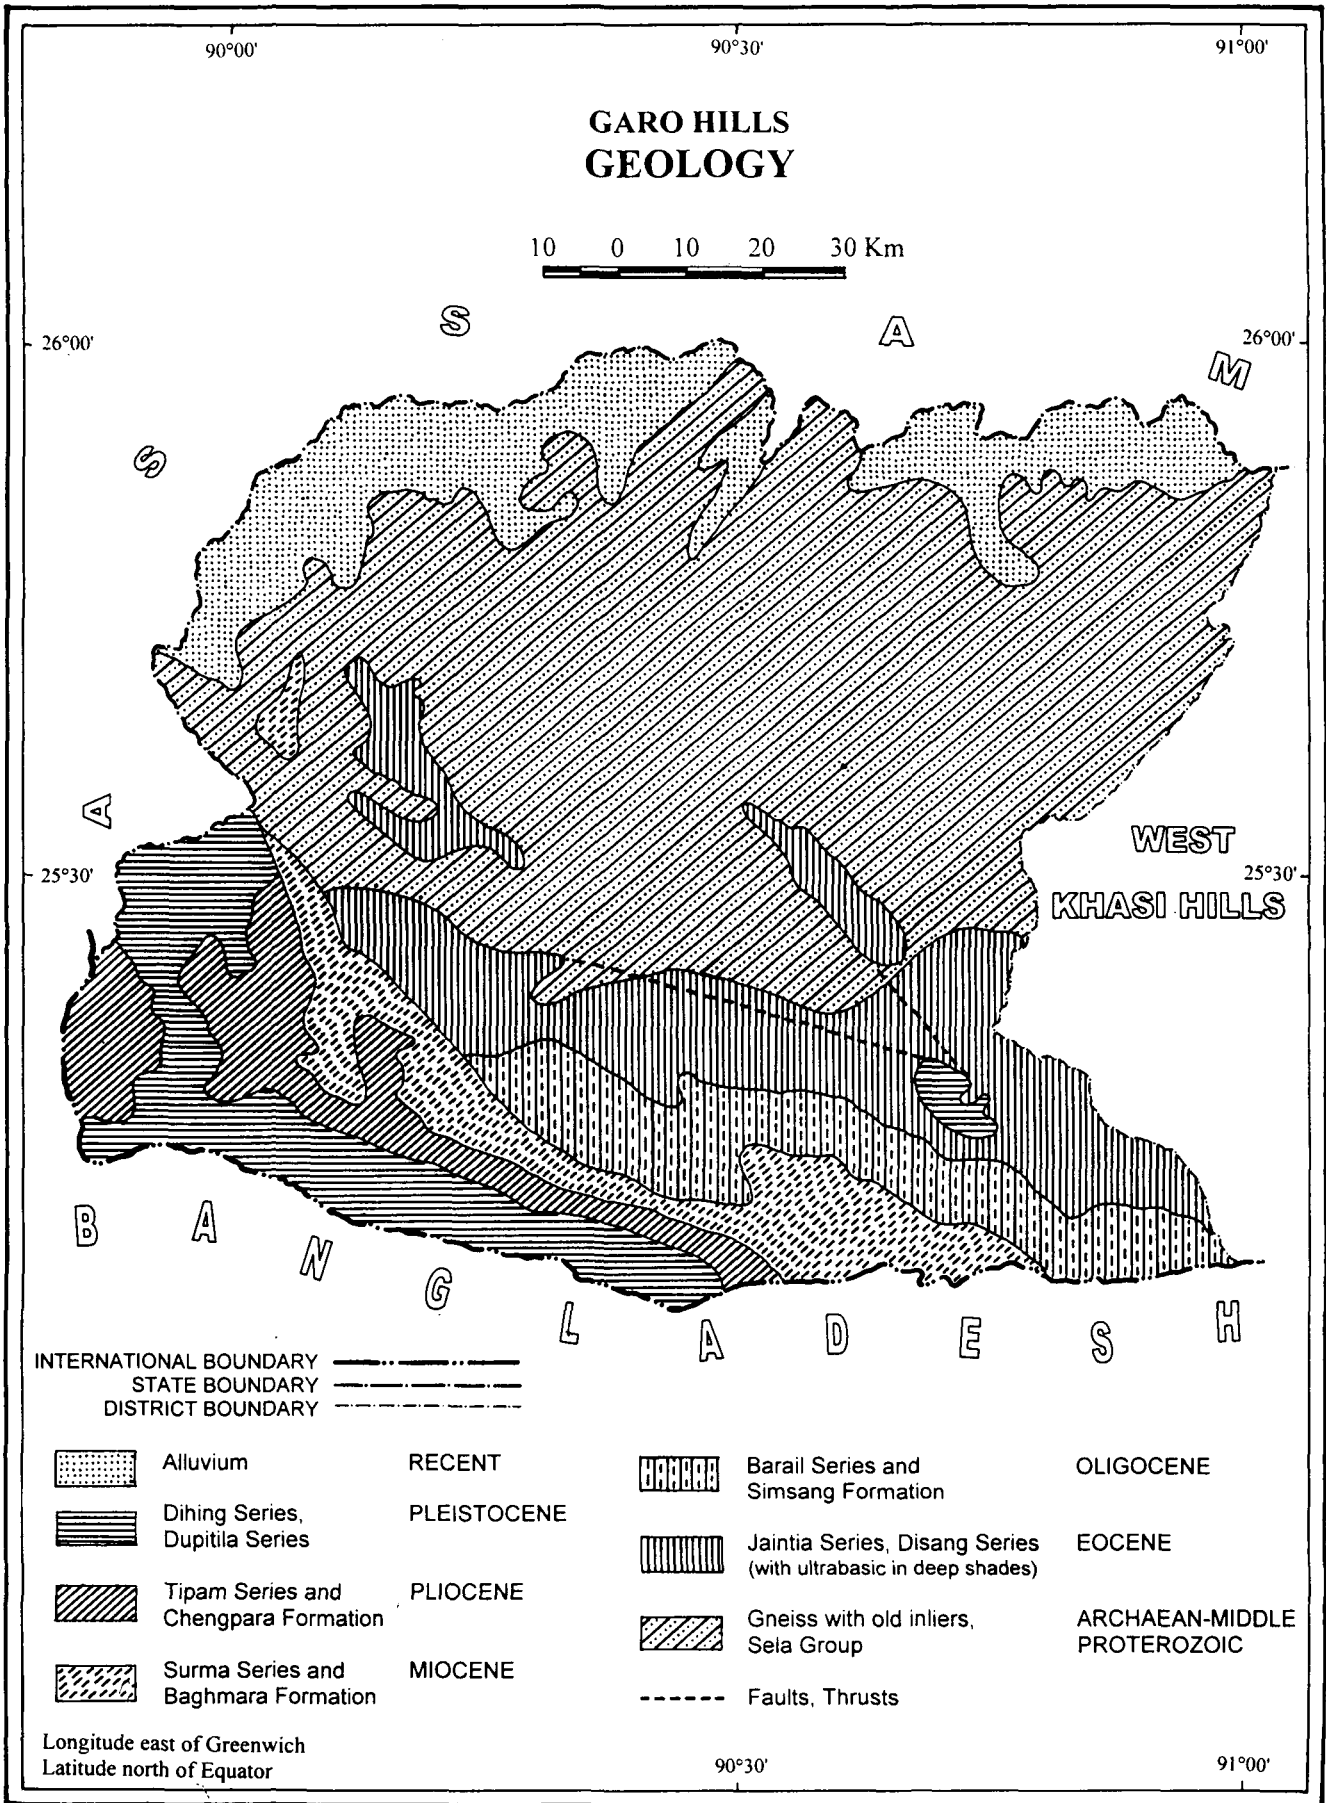 90°00' 90°30' 91°00'
GARO HILLS
GEOLOGY
10 0 10 20 30 Km
S A
26°00' 26°00'
M
S
A
WEST
25°30' 25°30'
KHASI HILLS
B A N G L A D E S H
INTERNATIONAL BOUNDARY
STATE BOUNDARY
DISTRICT BOUNDARY
Alluvium RECENT
Dihing Series, PLEISTOCENE
Dupitila Series
Tipam Series and PLIOCENE
Chengpara Formation
Surma Series and MIOCENE
Baghmara Formation
Barail Series and OLIGOCENE
Simsang Formation
Jaintia Series, Disang Series EOCENE
(with ultrabasic in deep shades)
Gneiss with old inliers, ARCHAEAN-MIDDLE
Sela Group PROTEROZOIC
Faults, Thrusts
Longitude east of Greenwich
Latitude north of Equator
90°30' 91°00'